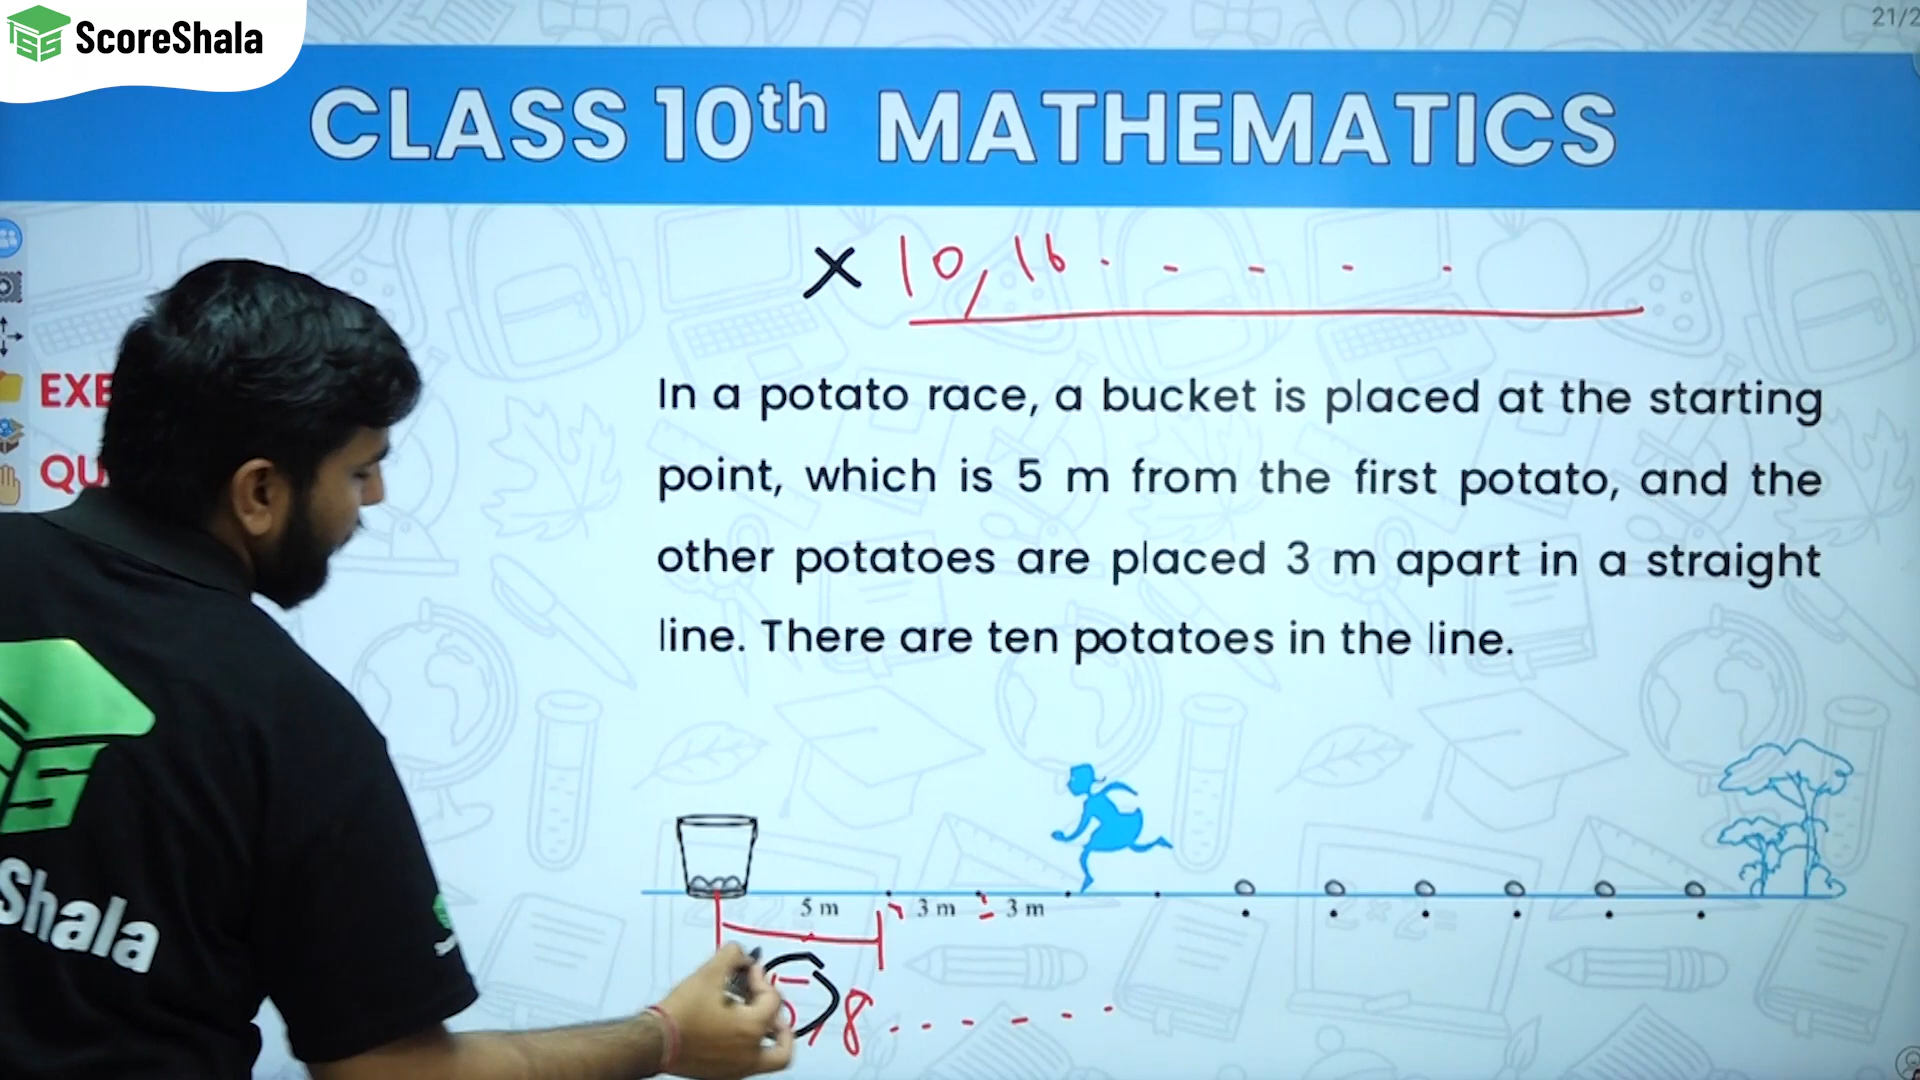 ScoreShala
21/2
CLASS 10th MATHEMATICS
× 10, 16 . - - - .
EXE
QU
In a potato race, a bucket is placed at the starting
point, which is 5 m from the first potato, and the
other potatoes are placed 3 m apart in a straight
line. There are ten potatoes in the line.
5 m 3 m 3 m
5, 8 . - - - - .
S
Shala